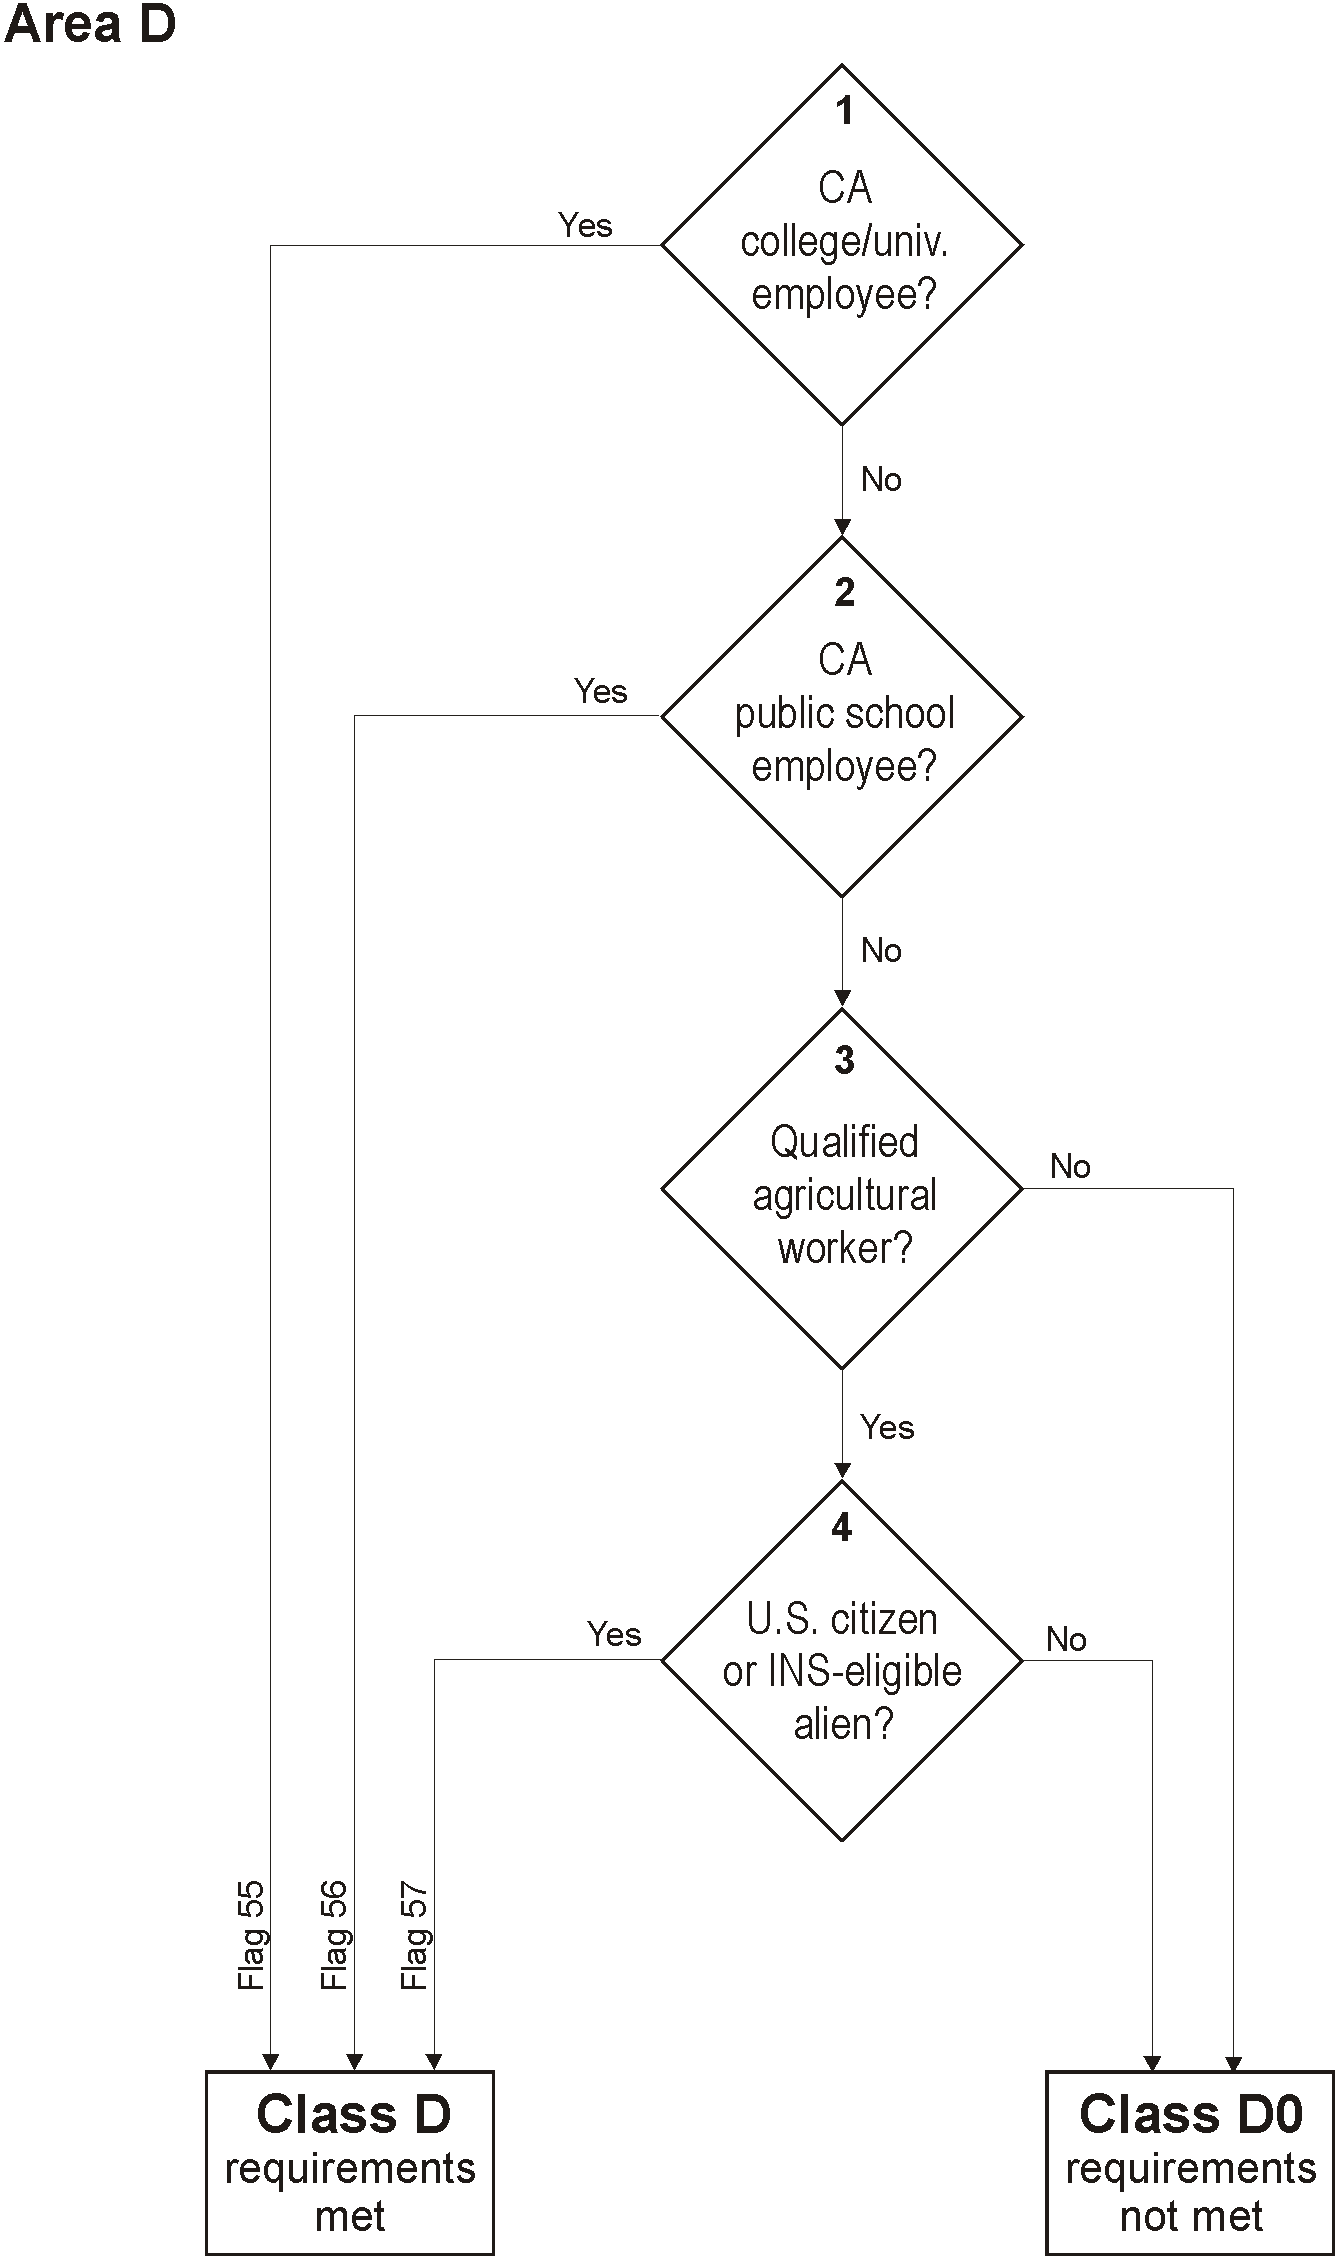 Area D
1
CA
college/univ.
employee?
Yes
No
2
CA
public school
employee?
Yes
No
3
Qualified
agricultural
worker?
No
Yes
4
U.S. citizen
or INS-eligible
alien?
Yes
No
Flag 55
Flag 56
Flag 57
Class D
requirements
met
Class D0
requirements
not met